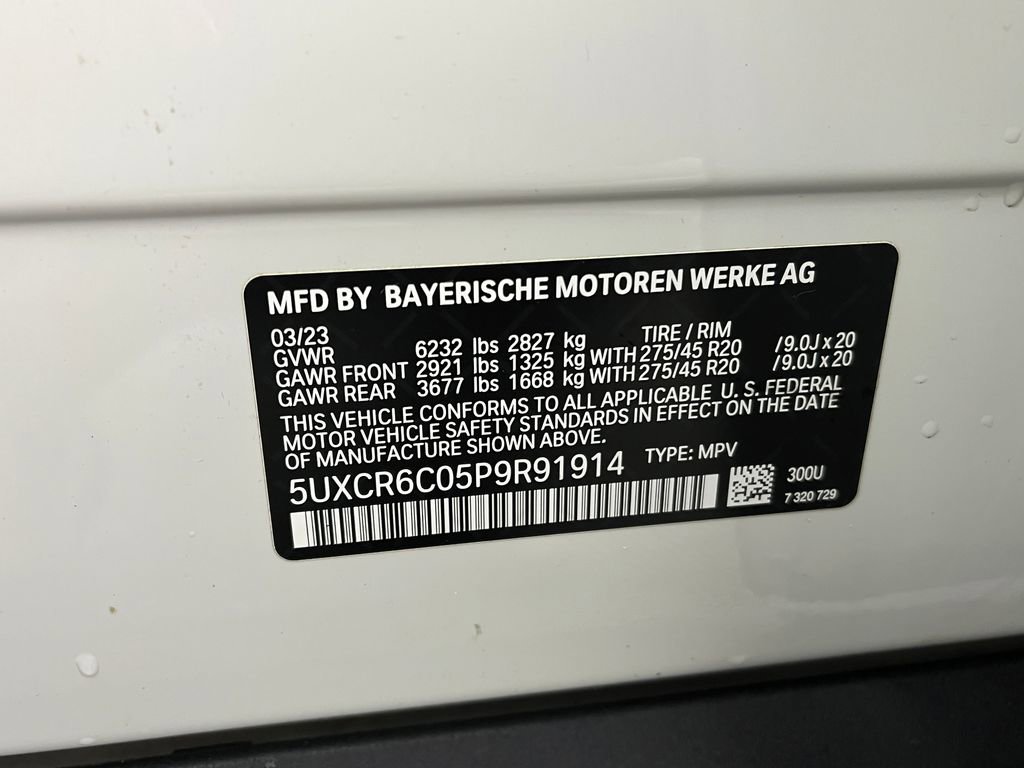 MFD BY BAYERISCHE MOTOREN WERKE AG
03/23 TIRE / RIM
GVWR 6232 lbs 2827 kg
GAWR FRONT 2921 lbs 1325 kg WITH 275/45 R20 /9.0J x 20
GAWR REAR 3677 lbs 1668 kg WITH 275/45 R20 /9.0J x 20
THIS VEHICLE CONFORMS TO ALL APPLICABLE U. S. FEDERAL
MOTOR VEHICLE SAFETY STANDARDS IN EFFECT ON THE DATE
OF MANUFACTURE SHOWN ABOVE.
5UXCR6C05P9R91914 TYPE: MPV
300U
7 320 729